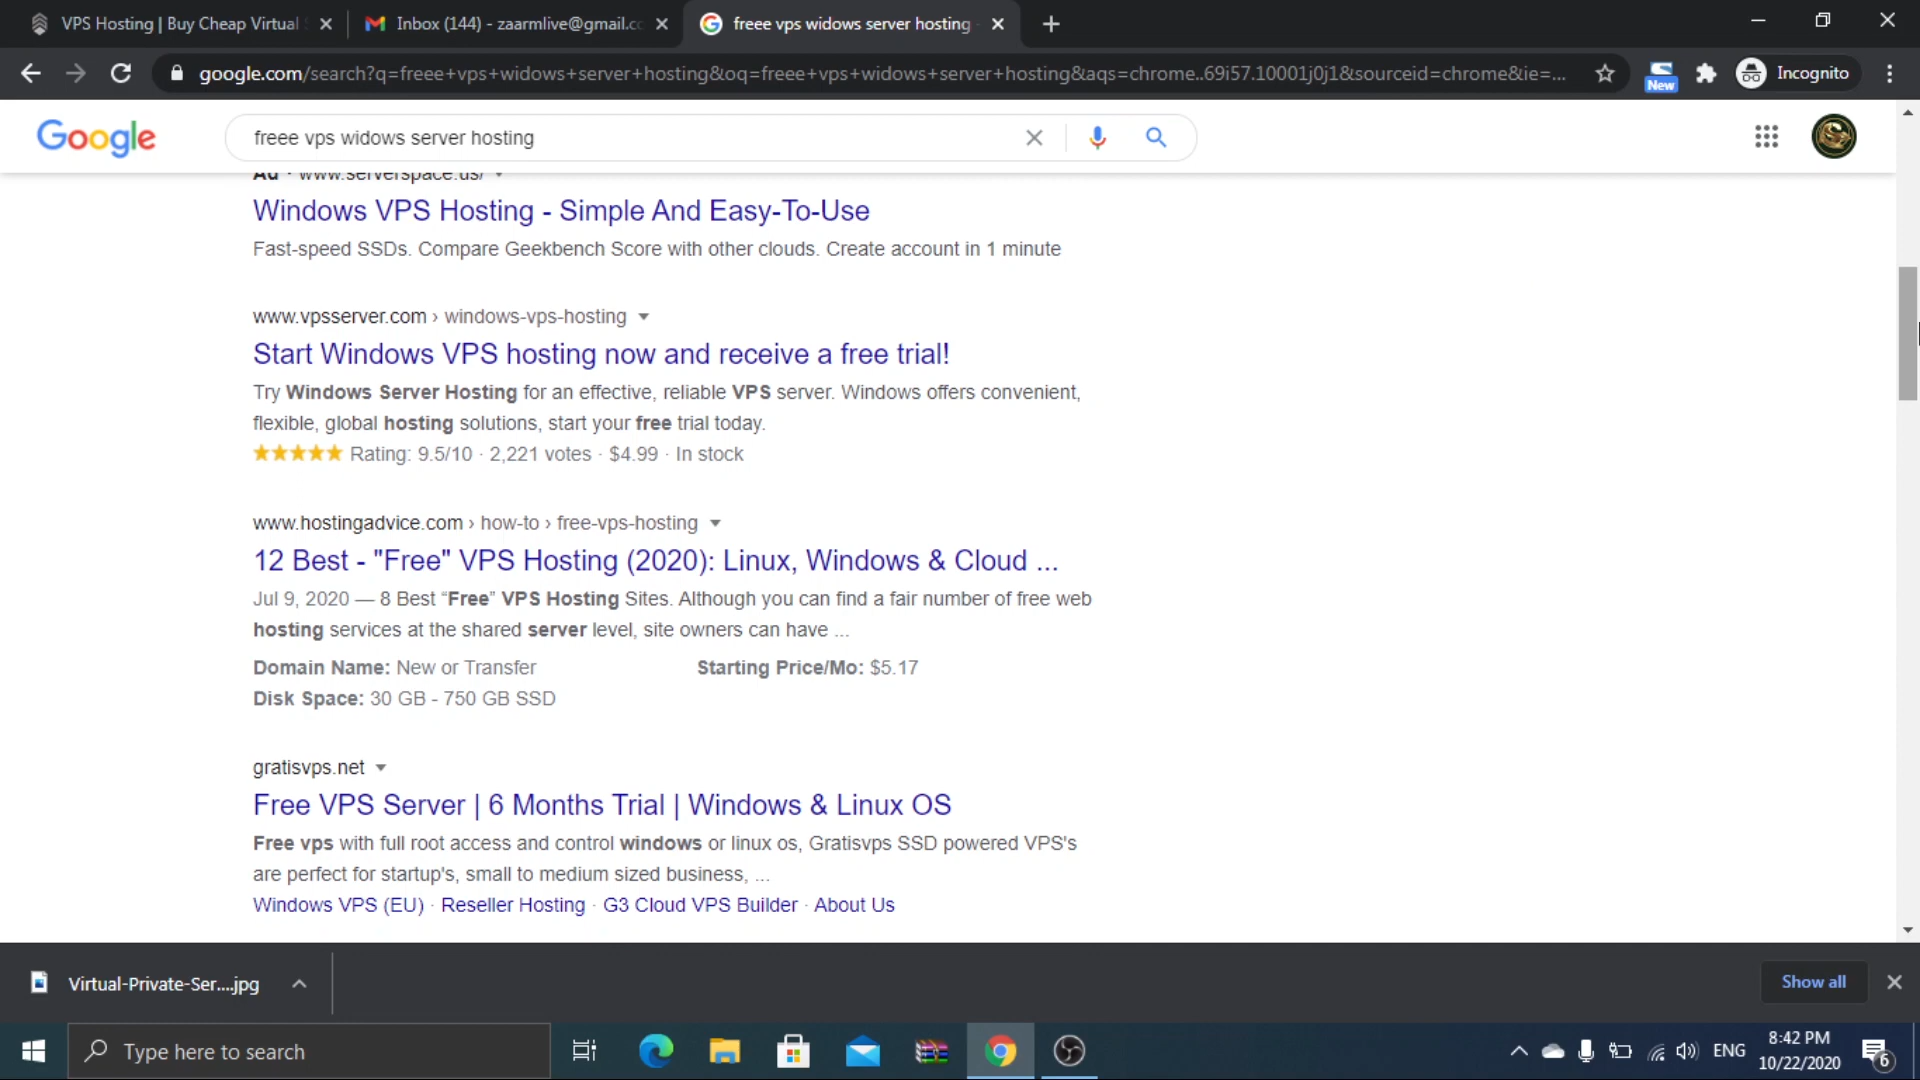 VPS Hosting | Buy Cheap Virtual
Inbox (144) - zaarmlive@gmail.cc
freee vps widows server hosting
google.com/search?q=freee+vps+widows+server+hosting&oq=freee+vps+widows+server+hosting&aqs=chrome..69i57.10001j0j1&sourceid=chrome&ie=...
New
Incognito
Google
freee vps widows server hosting
Ad · www.serverspace.us/
Windows VPS Hosting - Simple And Easy-To-Use
Fast-speed SSDs. Compare Geekbench Score with other clouds. Create account in 1 minute
www.vpsserver.com › windows-vps-hosting
Start Windows VPS hosting now and receive a free trial!
Try Windows Server Hosting for an effective, reliable VPS server. Windows offers convenient,
flexible, global hosting solutions, start your free trial today.
Rating: 9.5/10 · 2,221 votes · $4.99 · In stock
www.hostingadvice.com › how-to › free-vps-hosting
12 Best - "Free" VPS Hosting (2020): Linux, Windows & Cloud ...
Jul 9, 2020 — 8 Best “Free” VPS Hosting Sites. Although you can find a fair number of free web
hosting services at the shared server level, site owners can have ...
Domain Name: New or Transfer Starting Price/Mo: $5.17
Disk Space: 30 GB - 750 GB SSD
gratisvps.net
Free VPS Server | 6 Months Trial | Windows & Linux OS
Free vps with full root access and control windows or linux os, Gratisvps SSD powered VPS's
are perfect for startup's, small to medium sized business, ...
Windows VPS (EU) · Reseller Hosting · G3 Cloud VPS Builder · About Us
Virtual-Private-Ser....jpg
Show all
Type here to search
ENG
8:42 PM
10/22/2020
6